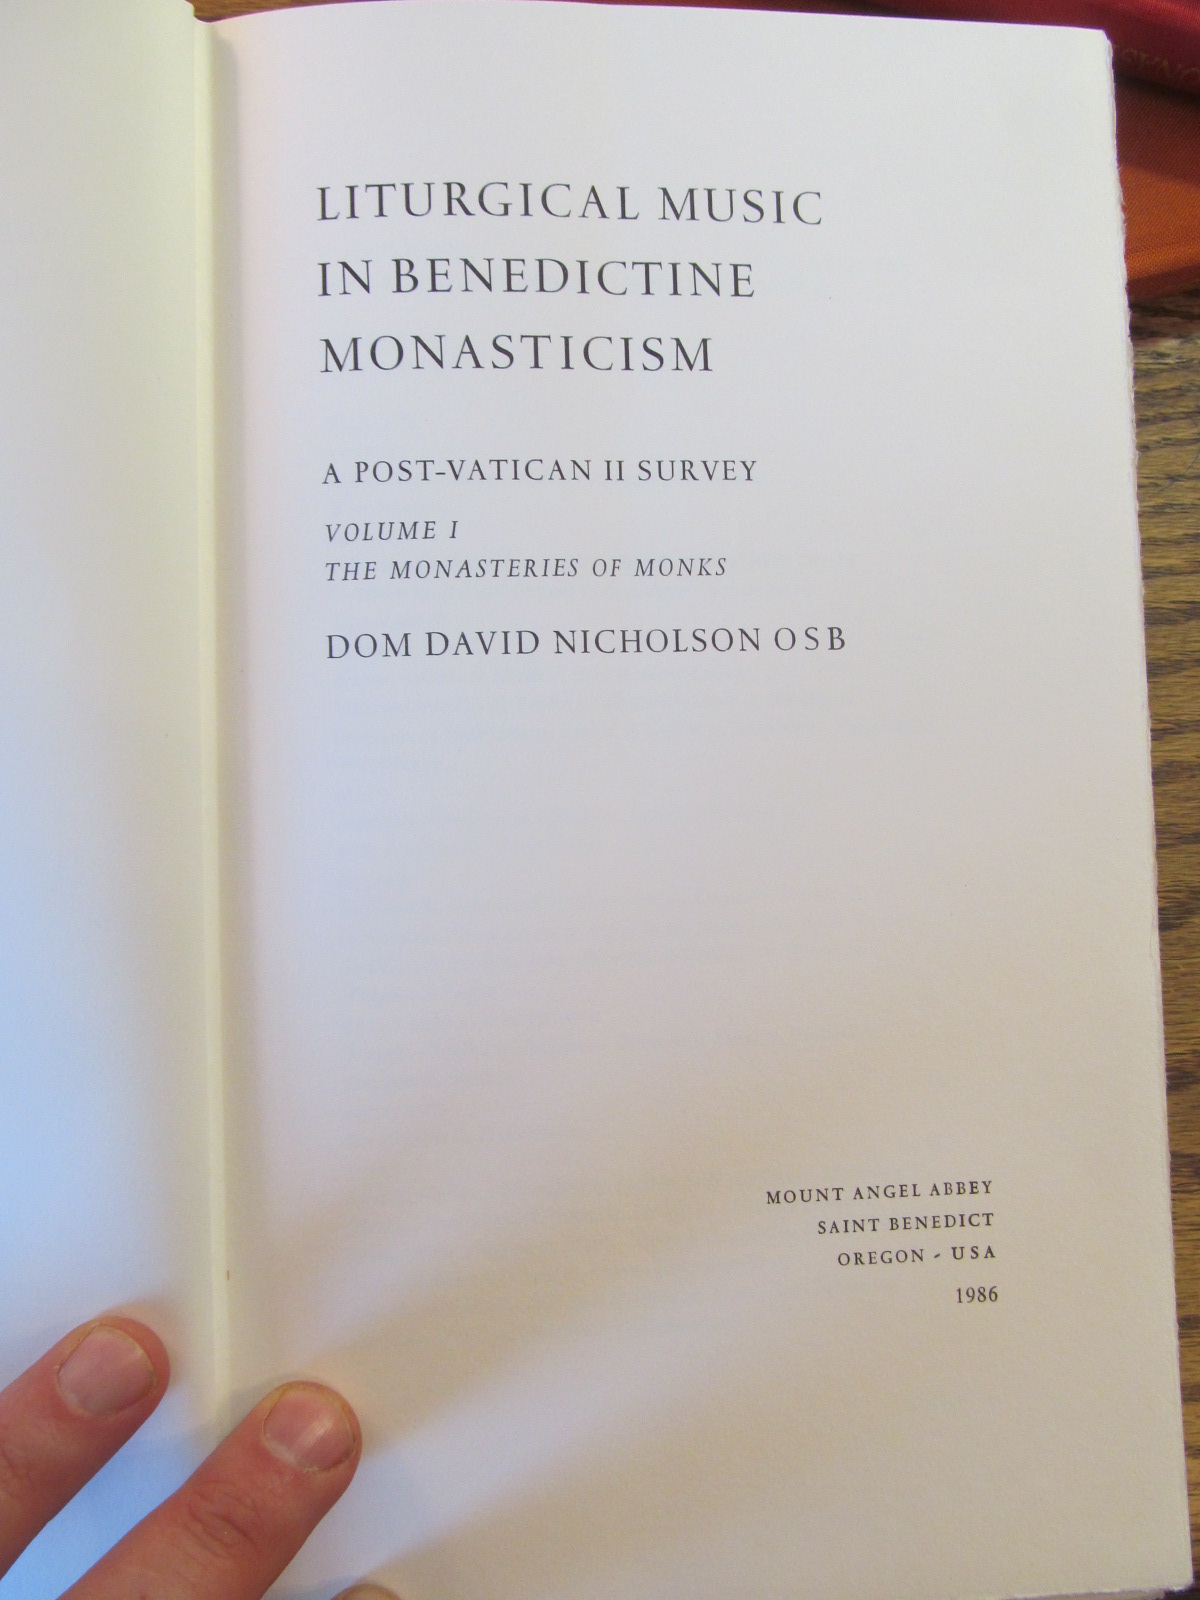 LITURGICAL MUSIC
IN BENEDICTINE
MONASTICISM
A POST-VATICAN II SURVEY
VOLUME I
THE MONASTERIES OF MONKS
DOM DAVID NICHOLSON O S B
MOUNT ANGEL ABBEY
SAINT BENEDICT
OREGON - USA
1986